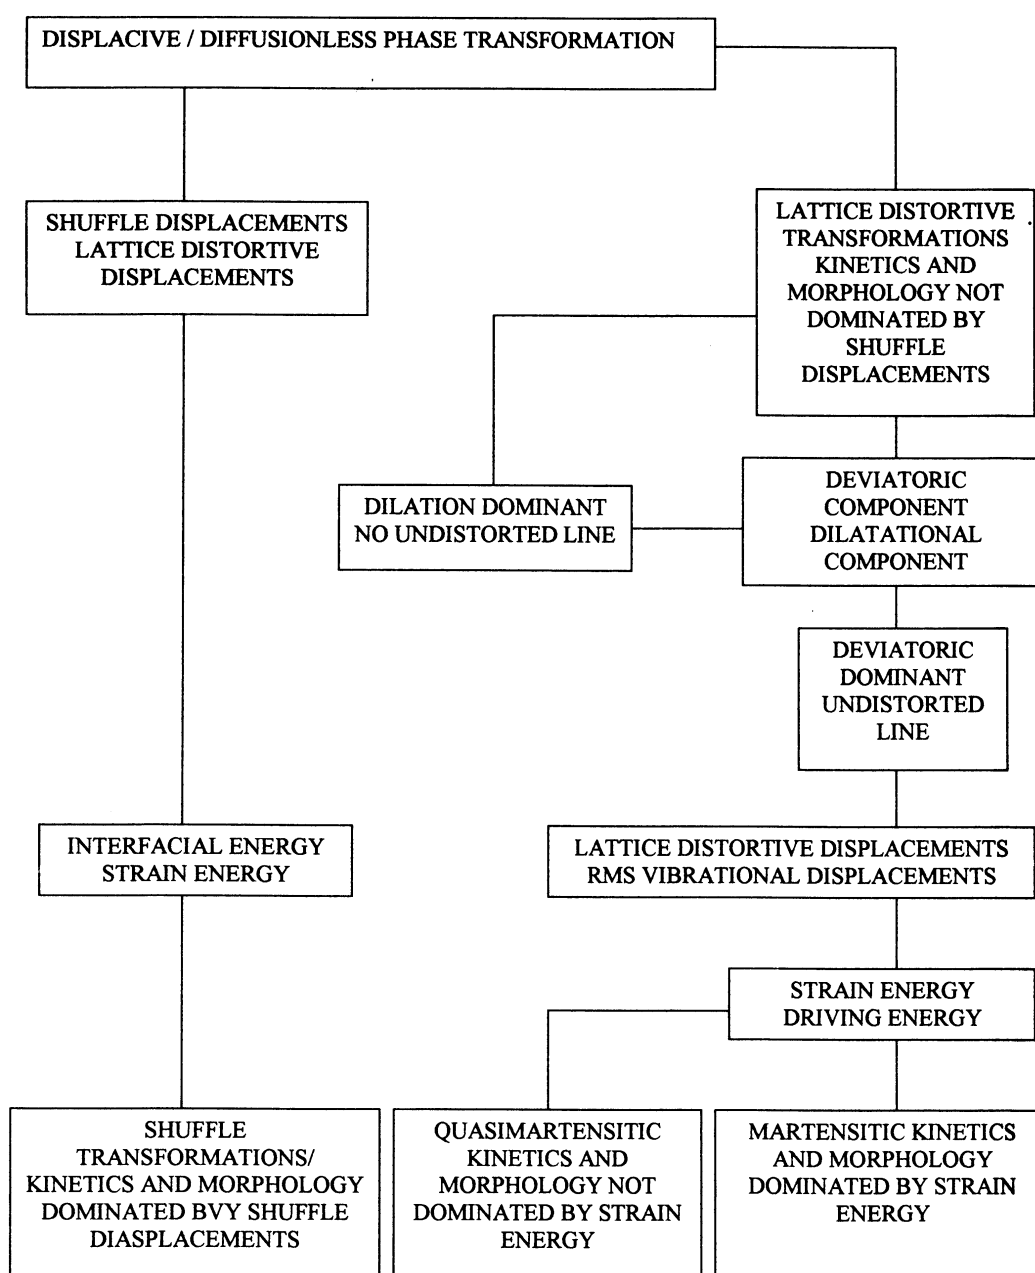 DISPLACIVE / DIFFUSIONLESS PHASE TRANSFORMATION
SHUFFLE DISPLACEMENTS
LATTICE DISTORTIVE
DISPLACEMENTS
LATTICE DISTORTIVE
TRANSFORMATIONS
KINETICS AND
MORPHOLOGY NOT
DOMINATED BY
SHUFFLE
DISPLACEMENTS
DILATION DOMINANT
NO UNDISTORTED LINE
DEVIATORIC
COMPONENT
DILATATIONAL
COMPONENT
DEVIATORIC
DOMINANT
UNDISTORTED
LINE
INTERFACIAL ENERGY
STRAIN ENERGY
LATTICE DISTORTIVE DISPLACEMENTS
RMS VIBRATIONAL DISPLACEMENTS
STRAIN ENERGY
DRIVING ENERGY
SHUFFLE
TRANSFORMATIONS/
KINETICS AND MORPHOLOGY
DOMINATED BVY SHUFFLE
DIASPLACEMENTS
QUASIMARTENSITIC
KINETICS AND
MORPHOLOGY NOT
DOMINATED BY STRAIN
ENERGY
MARTENSITIC KINETICS
AND MORPHOLOGY
DOMINATED BY STRAIN
ENERGY